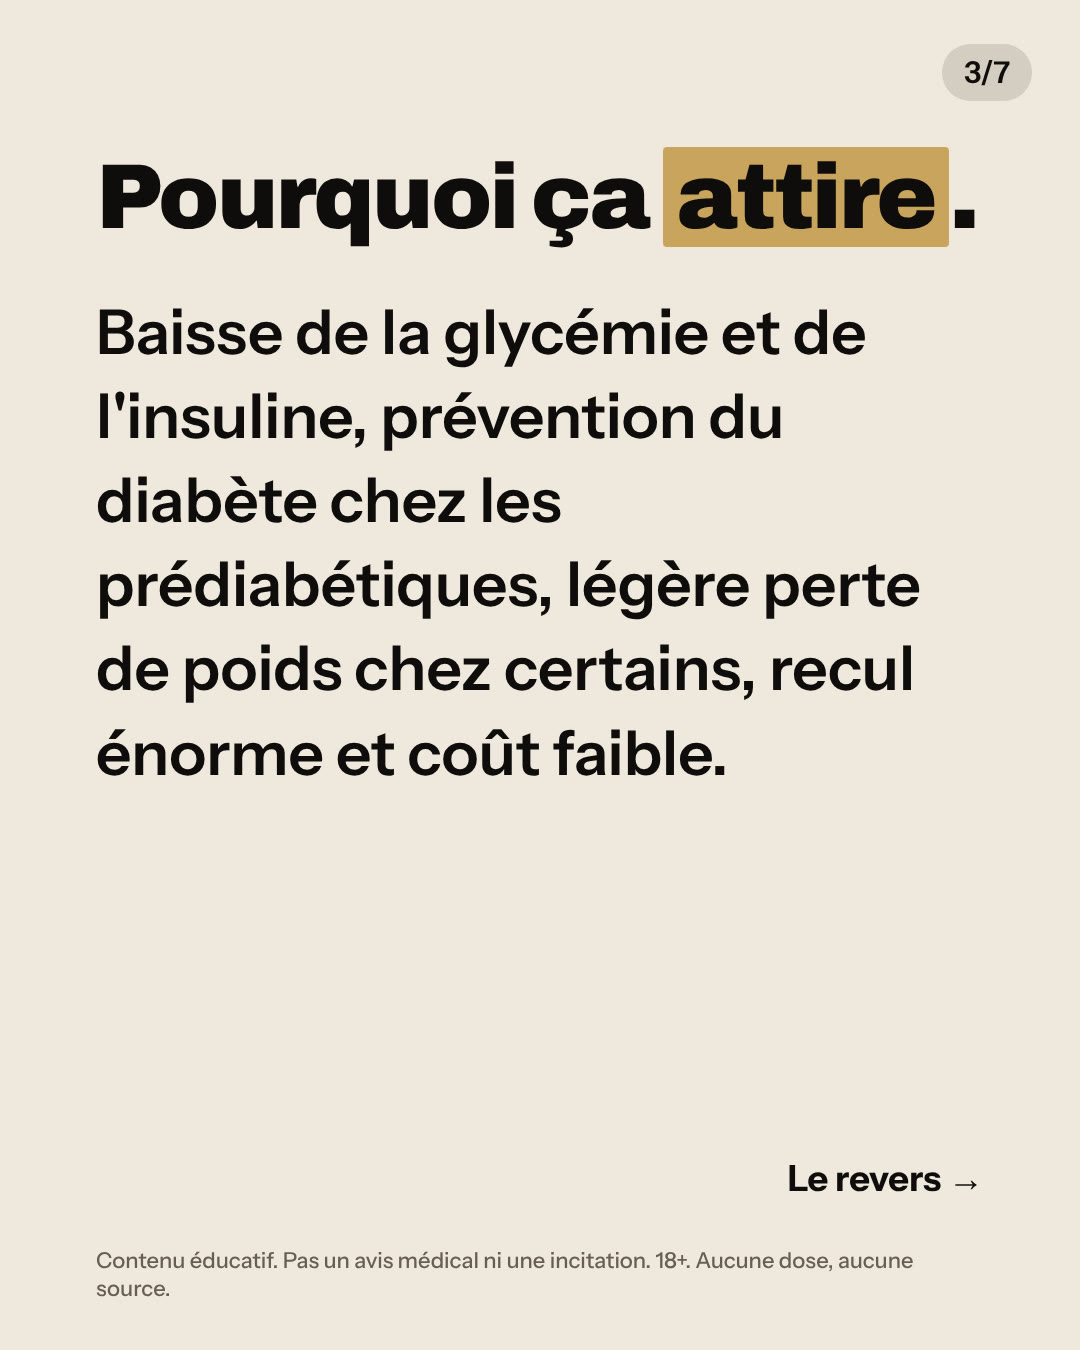 3/7
Pourquoi ça attire.
Baisse de la glycémie et de
l'insuline, prévention du
diabète chez les
prédiabétiques, légère perte
de poids chez certains, recul
énorme et coût faible.
Le revers →
Contenu éducatif. Pas un avis médical ni une incitation. 18+. Aucune dose, aucune
source.